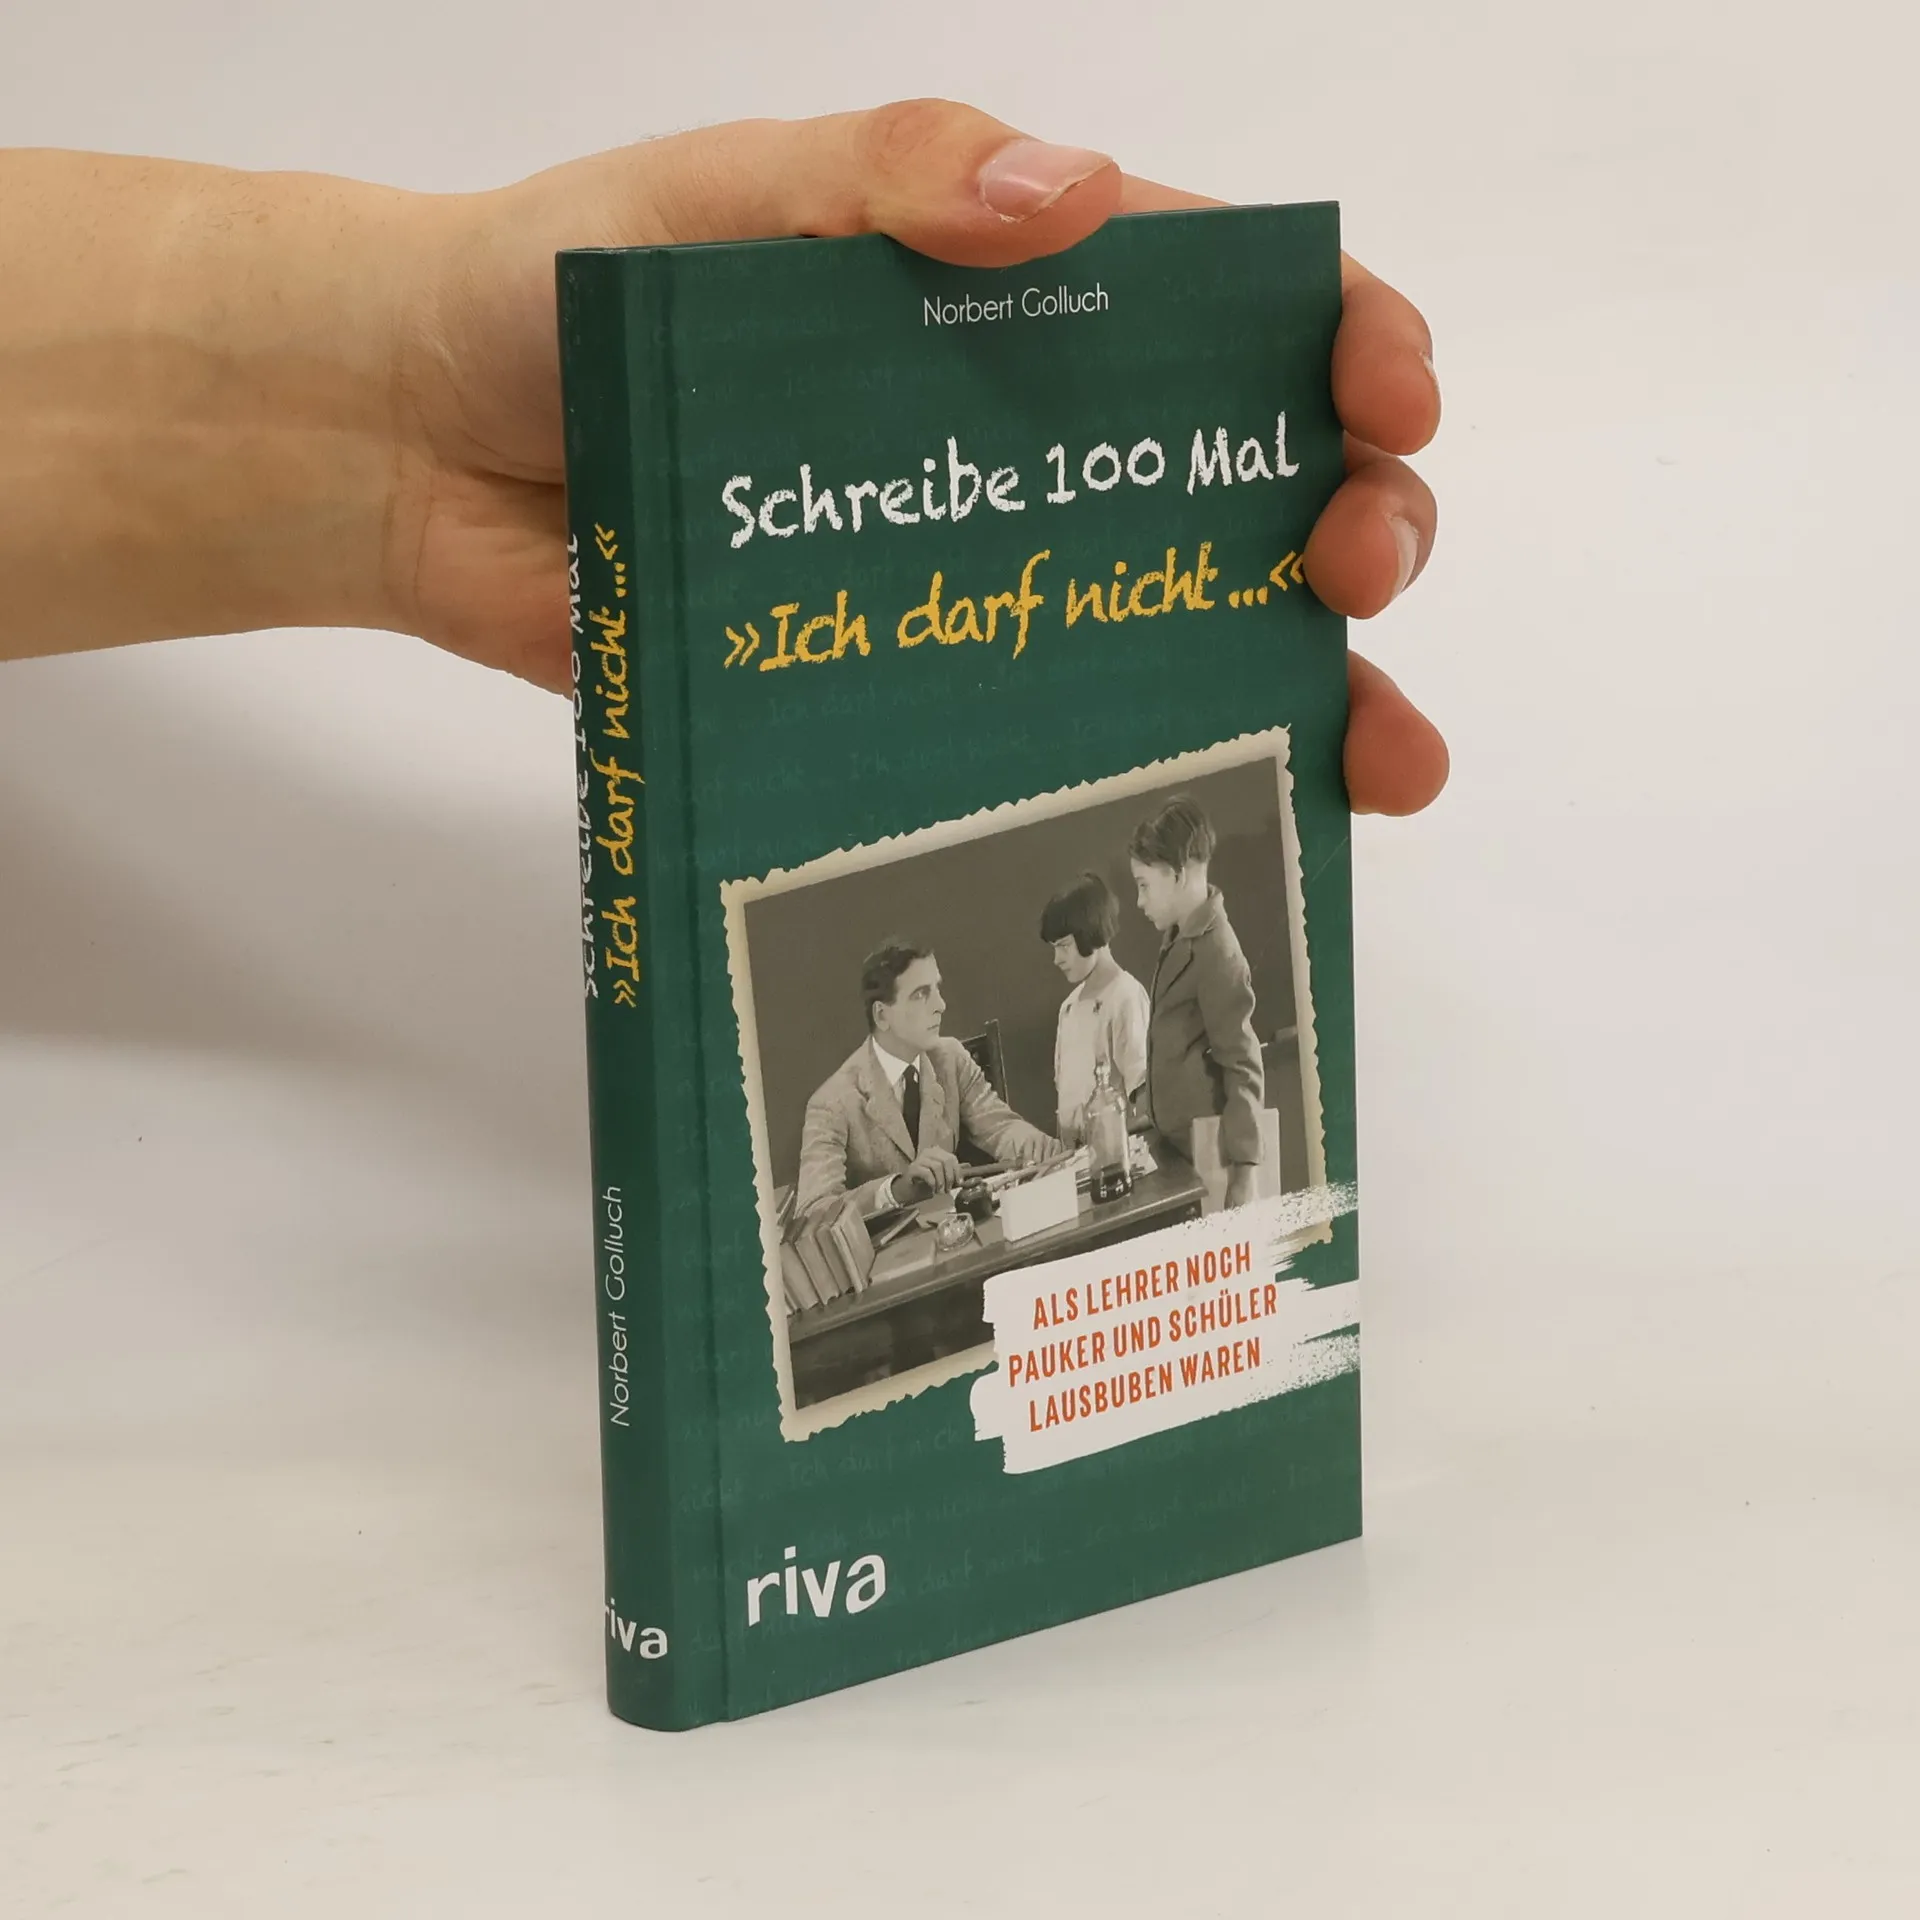 Norbert Golluch
Schreibe 100 Mal
»Ich darf nicht...«
ALS LEHRER NOCH
PAUKER UND SCHÜLER
LAUSBUBEN WAREN
riva
Schreibe 100 Mal
»Ich darf nicht...«
Norbert Golluch
riva